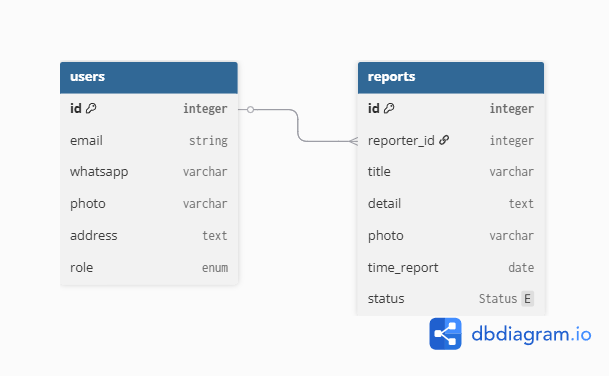 users
id integer
email string
whatsapp varchar
photo varchar
address text
role enum
reports
id integer
reporter_id integer
title varchar
detail text
photo varchar
time_report date
status Status E
dbdiagram.io